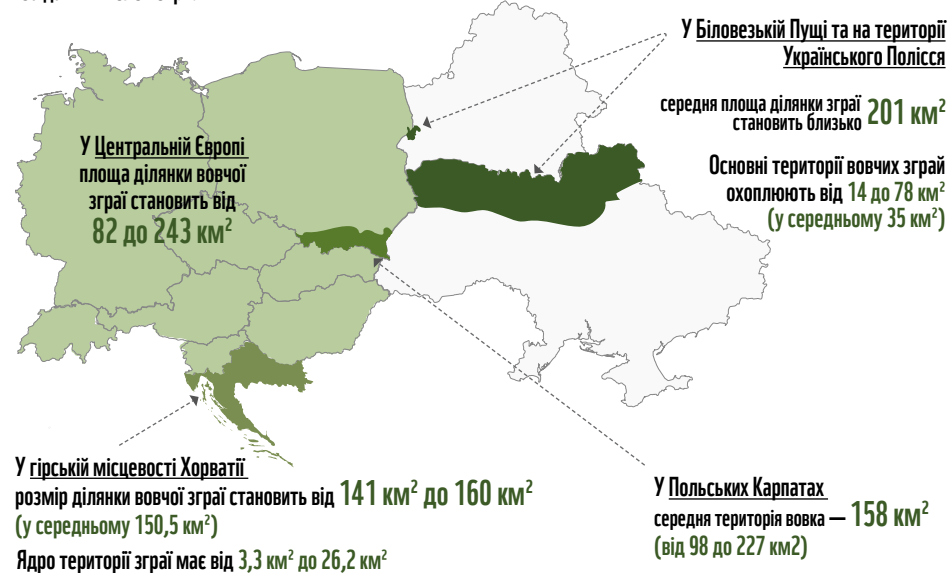 У Біловезькій Пущі та на території
Українського Полісся
середня площа ділянки зграї
становить близько 201 км²
Основні території вовчих зграй
охоплюють від 14 до 78 км²
(у середньому 35 км²)
У Центральній Європі
площа ділянки вовчої
зграї становить від
82 до 243 км²
У гірській місцевості Хорватії
розмір ділянки вовчої зграї становить від 141 км² до 160 км²
(у середньому 150,5 км²)
Ядро території зграї має від 3,3 км² до 26,2 км²
У Польських Карпатах
середня територія вовка — 158 км²
(від 98 до 227 км2)